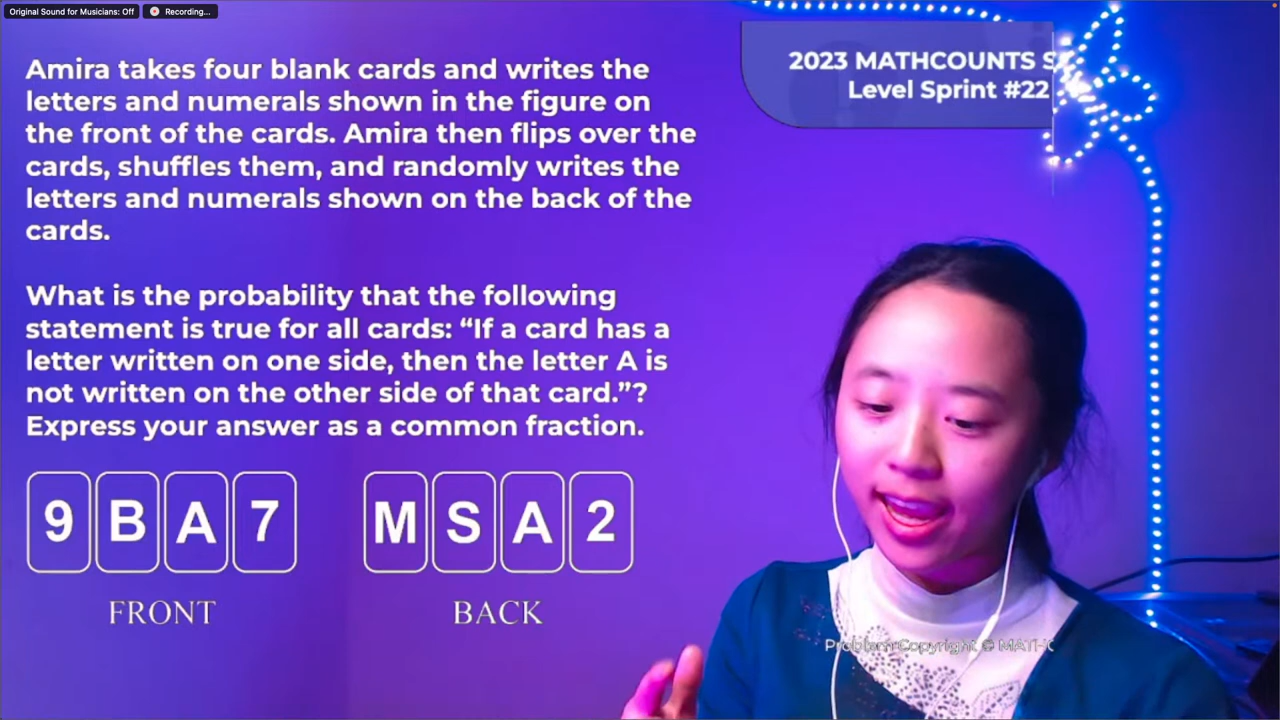 Original Sound for Musicians: Off
Recording...
Amira takes four blank cards and writes the
letters and numerals shown in the figure on
the front of the cards. Amira then flips over the
cards, shuffles them, and randomly writes the
letters and numerals shown on the back of the
cards.
What is the probability that the following
statement is true for all cards: “If a card has a
letter written on one side, then the letter A is
not written on the other side of that card.”?
Express your answer as a common fraction.
9 B A 7
FRONT
M S A 2
BACK
2023 MATHCOUNTS
Level Sprint #22
Problem Copyright ©